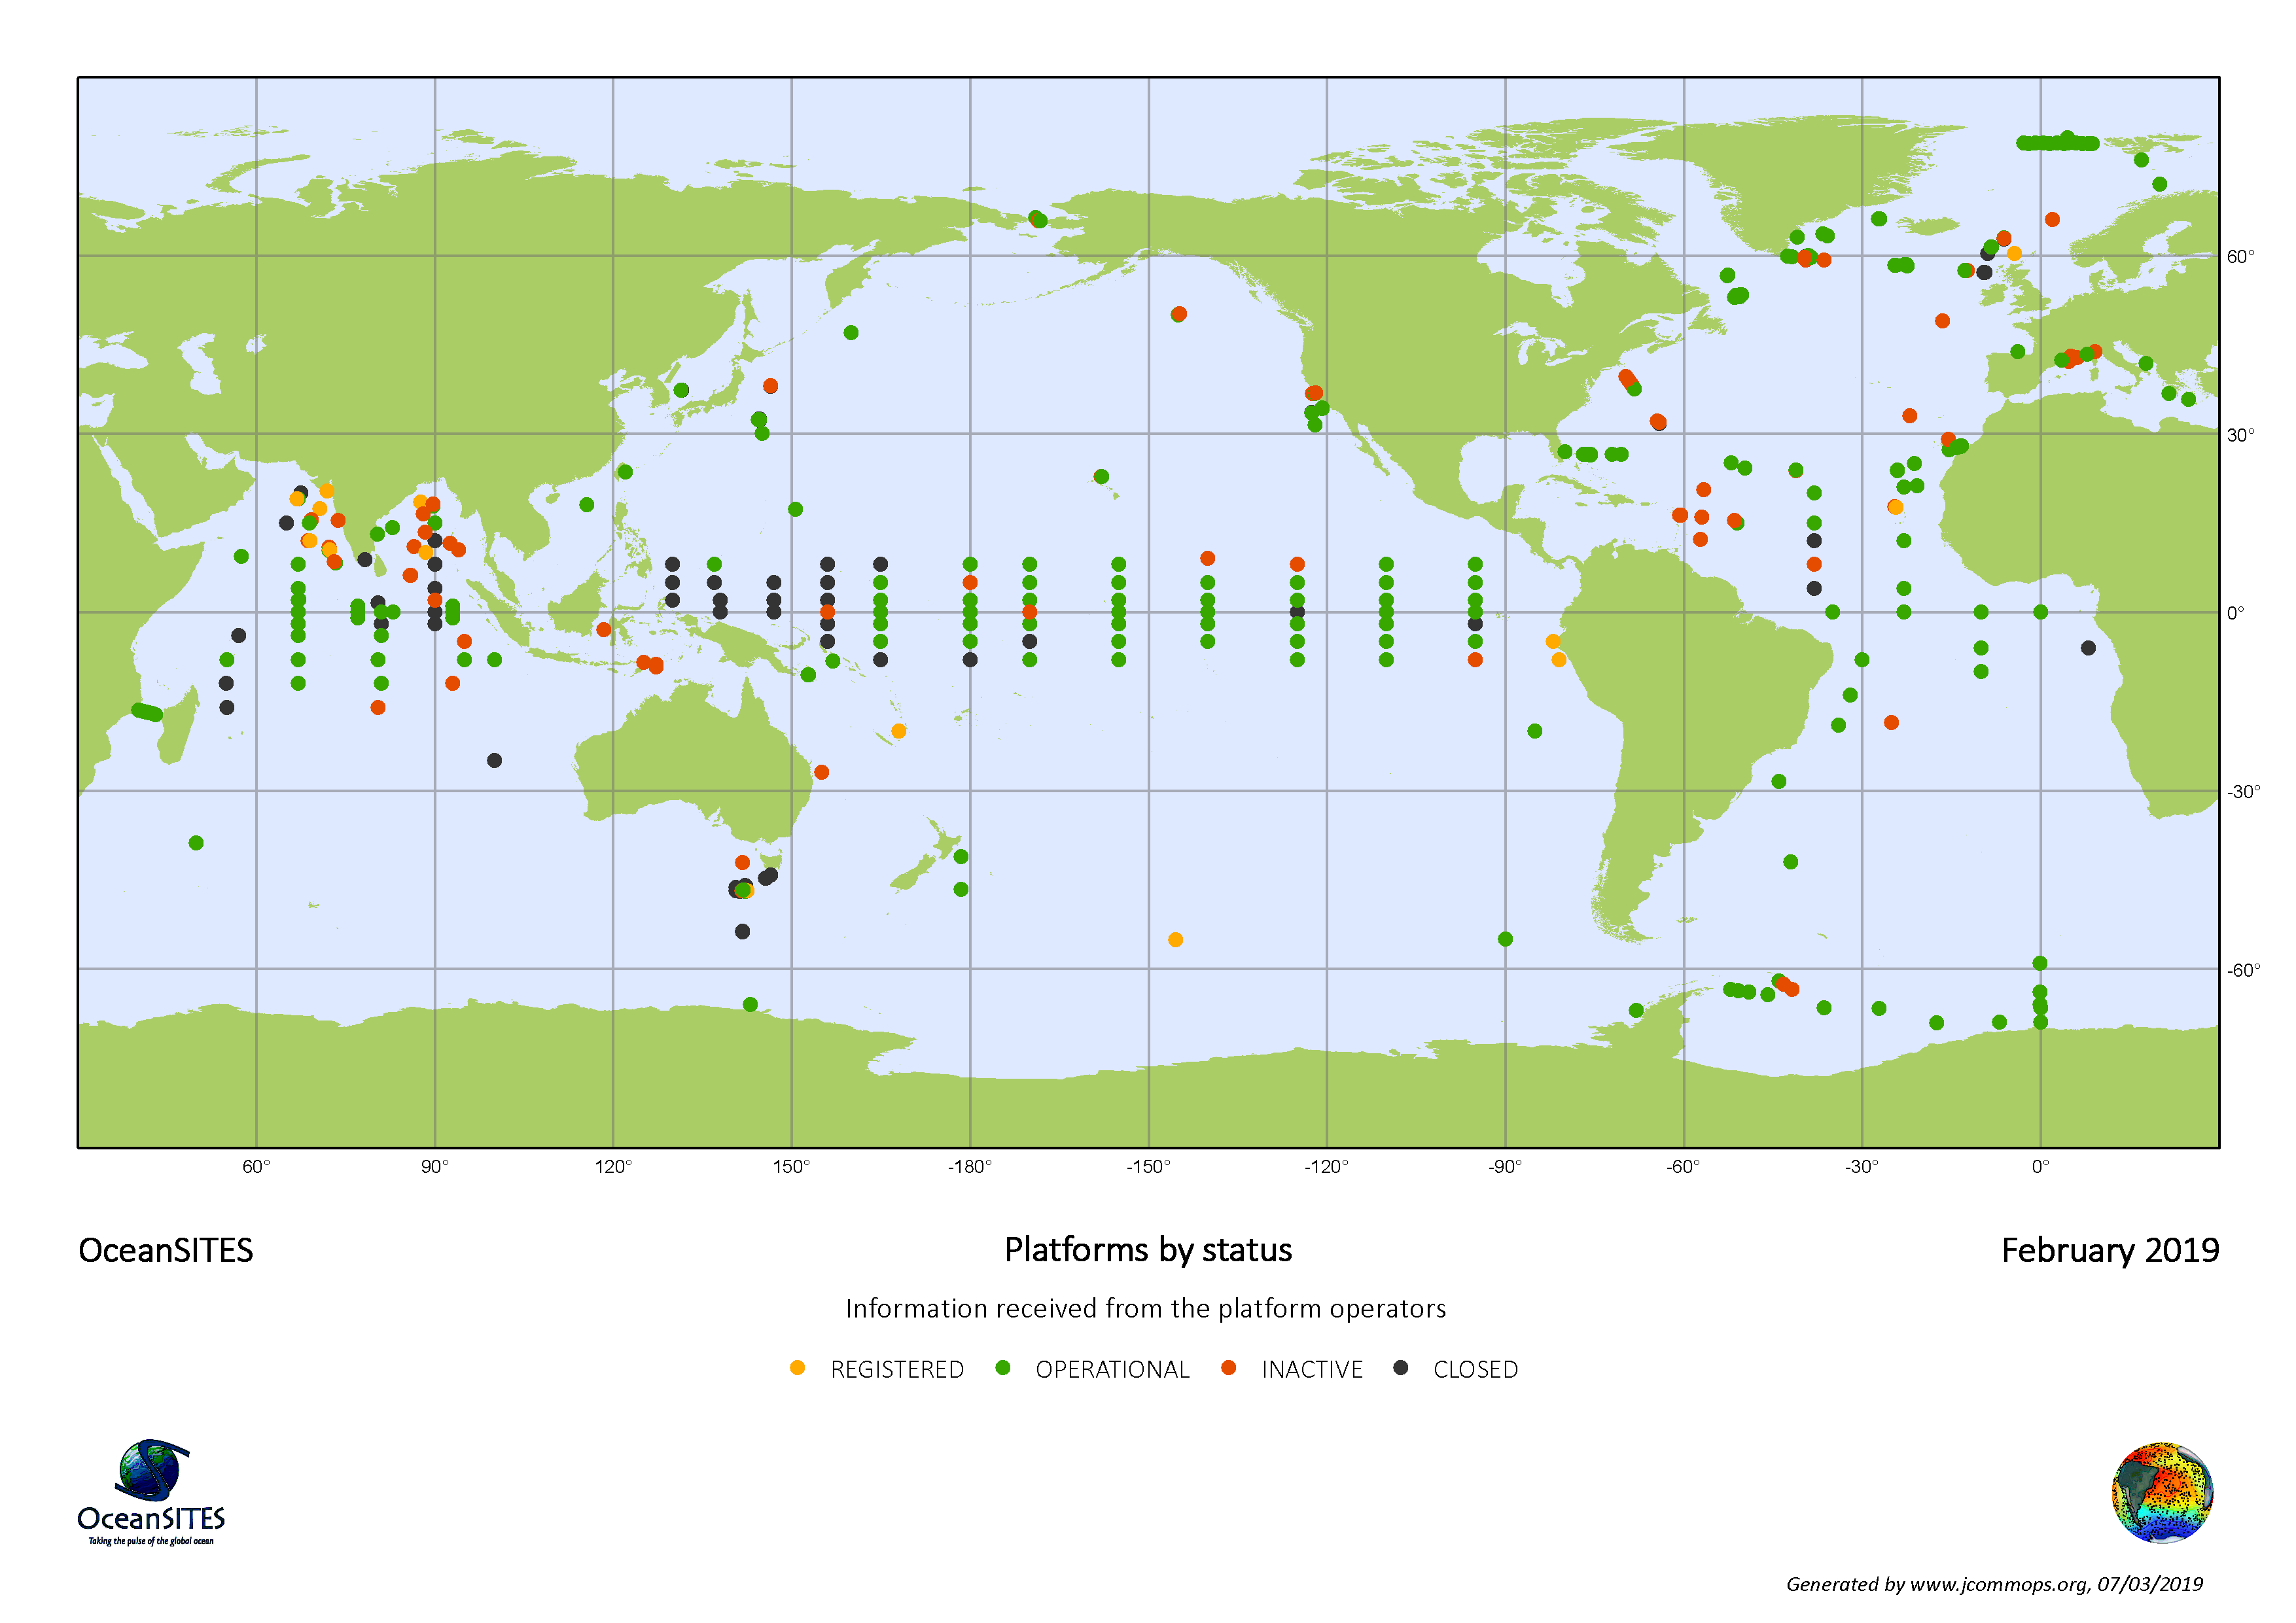 60°
30°
0°
-30°
-60°
60° 90° 120° 150° -180° -150° -120° -90° -60° -30° 0°
OceanSITES Platforms by status February 2019
Information received from the platform operators
REGISTERED OPERATIONAL INACTIVE CLOSED
OceanSITES
Taking the pulse of the global ocean
Generated by www.jcommops.org, 07/03/2019